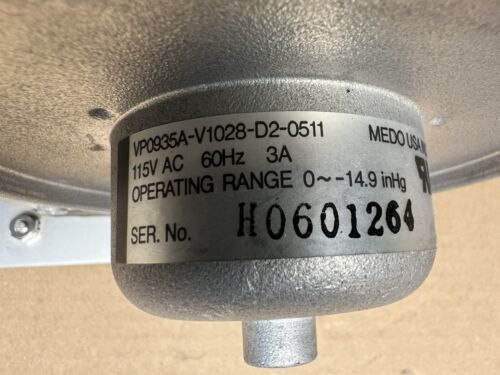 VP0935A-V1028-D2-0511 MEDO USA
115V AC 60Hz 3A
OPERATING RANGE 0~-14.9 inHg
SER. No. H0601264